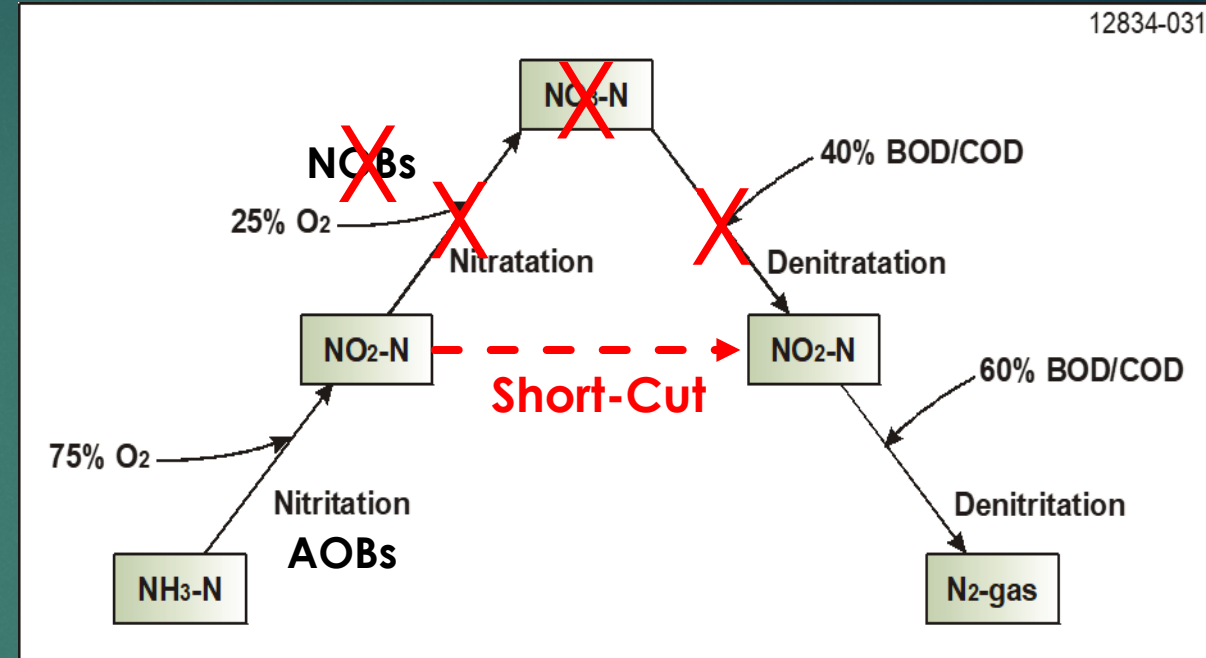 12834-031
NO3-N
NOBs
40% BOD/COD
25% O2
Nitratation
Denitratation
NO2-N
NO2-N
Short-Cut
60% BOD/COD
75% O2
Nitritation
Denitritation
AOBs
NH3-N
N2-gas